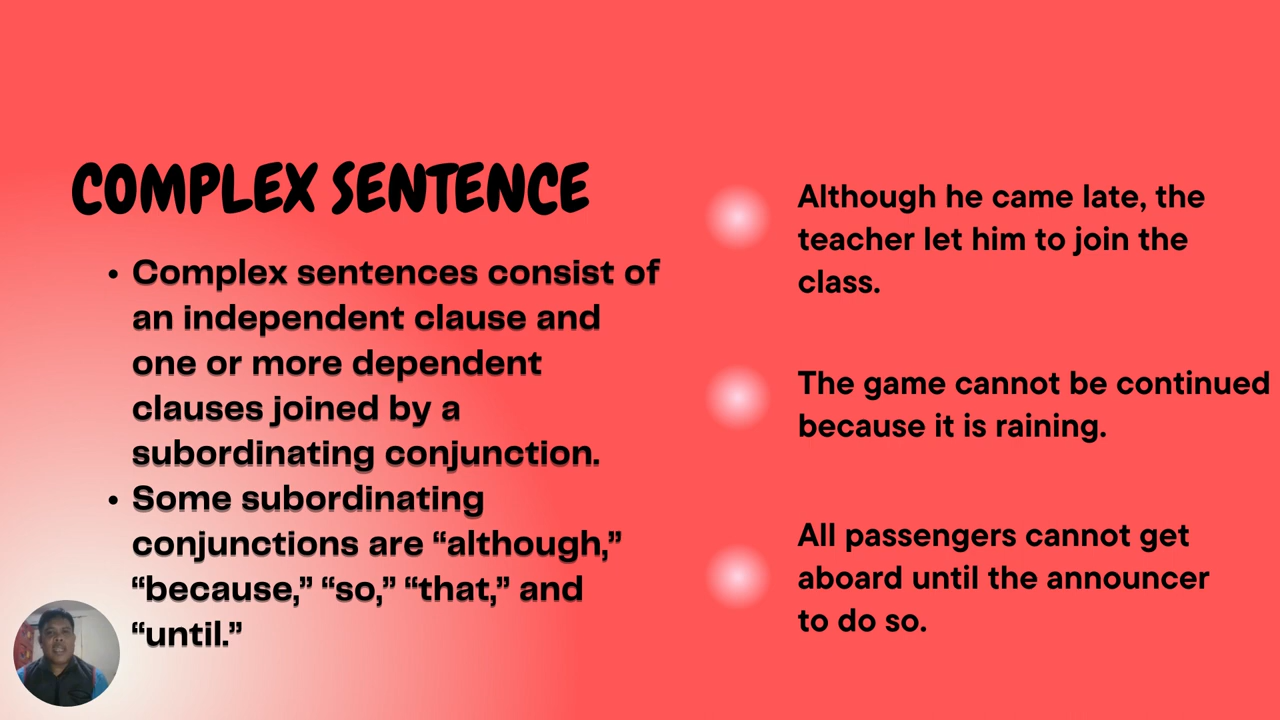 COMPLEX SENTENCE
• Complex sentences consist of
an independent clause and
one or more dependent
clauses joined by a
subordinating conjunction.
• Some subordinating
conjunctions are “although,”
“because,” “so,” “that,” and
“until.”
Although he came late, the
teacher let him to join the
class.
The game cannot be continued
because it is raining.
All passengers cannot get
aboard until the announcer
to do so.